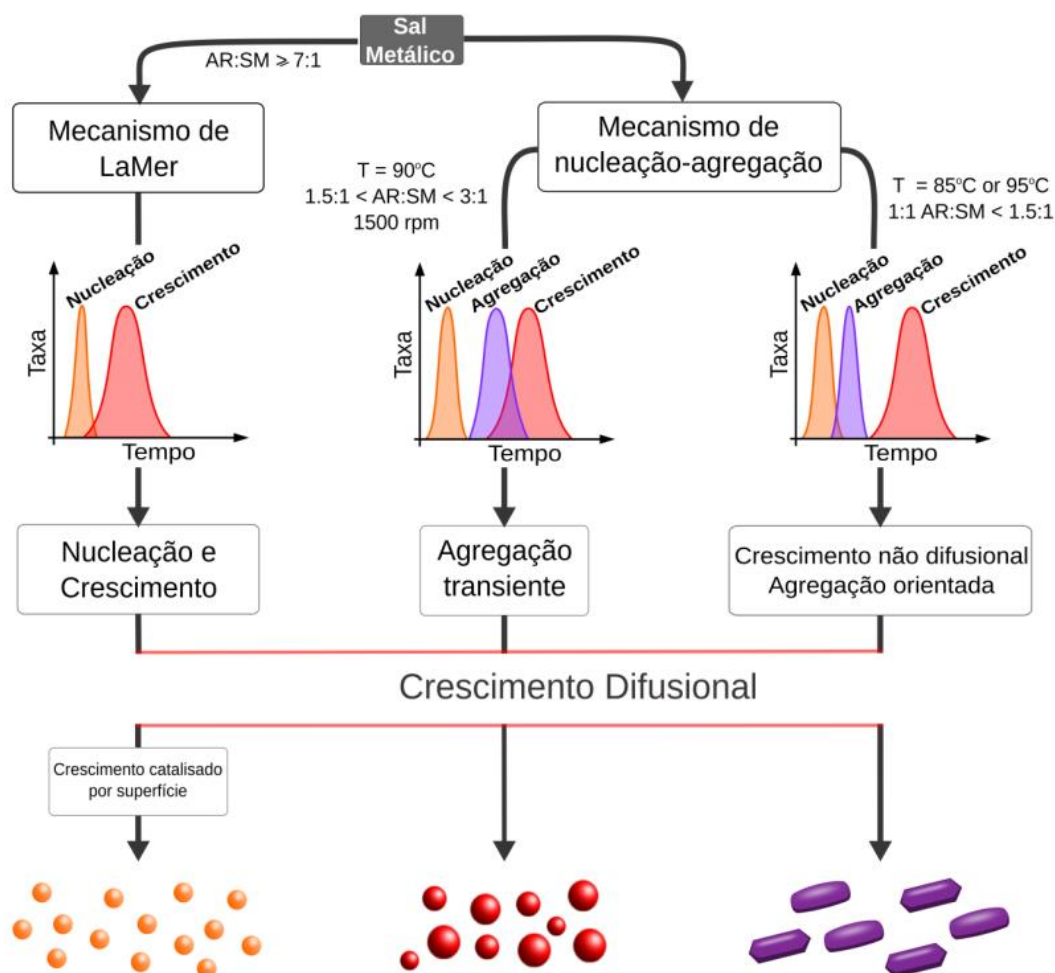 Sal
Metálico
AR:SM ⩾ 7:1
Mecanismo de
LaMer
Mecanismo de
nucleação-agregação
T = 90ºC
1.5:1 < AR:SM < 3:1
1500 rpm
T = 85ºC or 95ºC
1:1 AR:SM < 1.5:1
Nucleação
Crescimento
Taxa
Tempo
Nucleação
Agregação
Crescimento
Taxa
Tempo
Nucleação
Agregação
Crescimento
Taxa
Tempo
Nucleação e
Crescimento
Agregação
transiente
Crescimento não difusional
Agregação orientada
Crescimento Difusional
Crescimento catalisado
por superfície